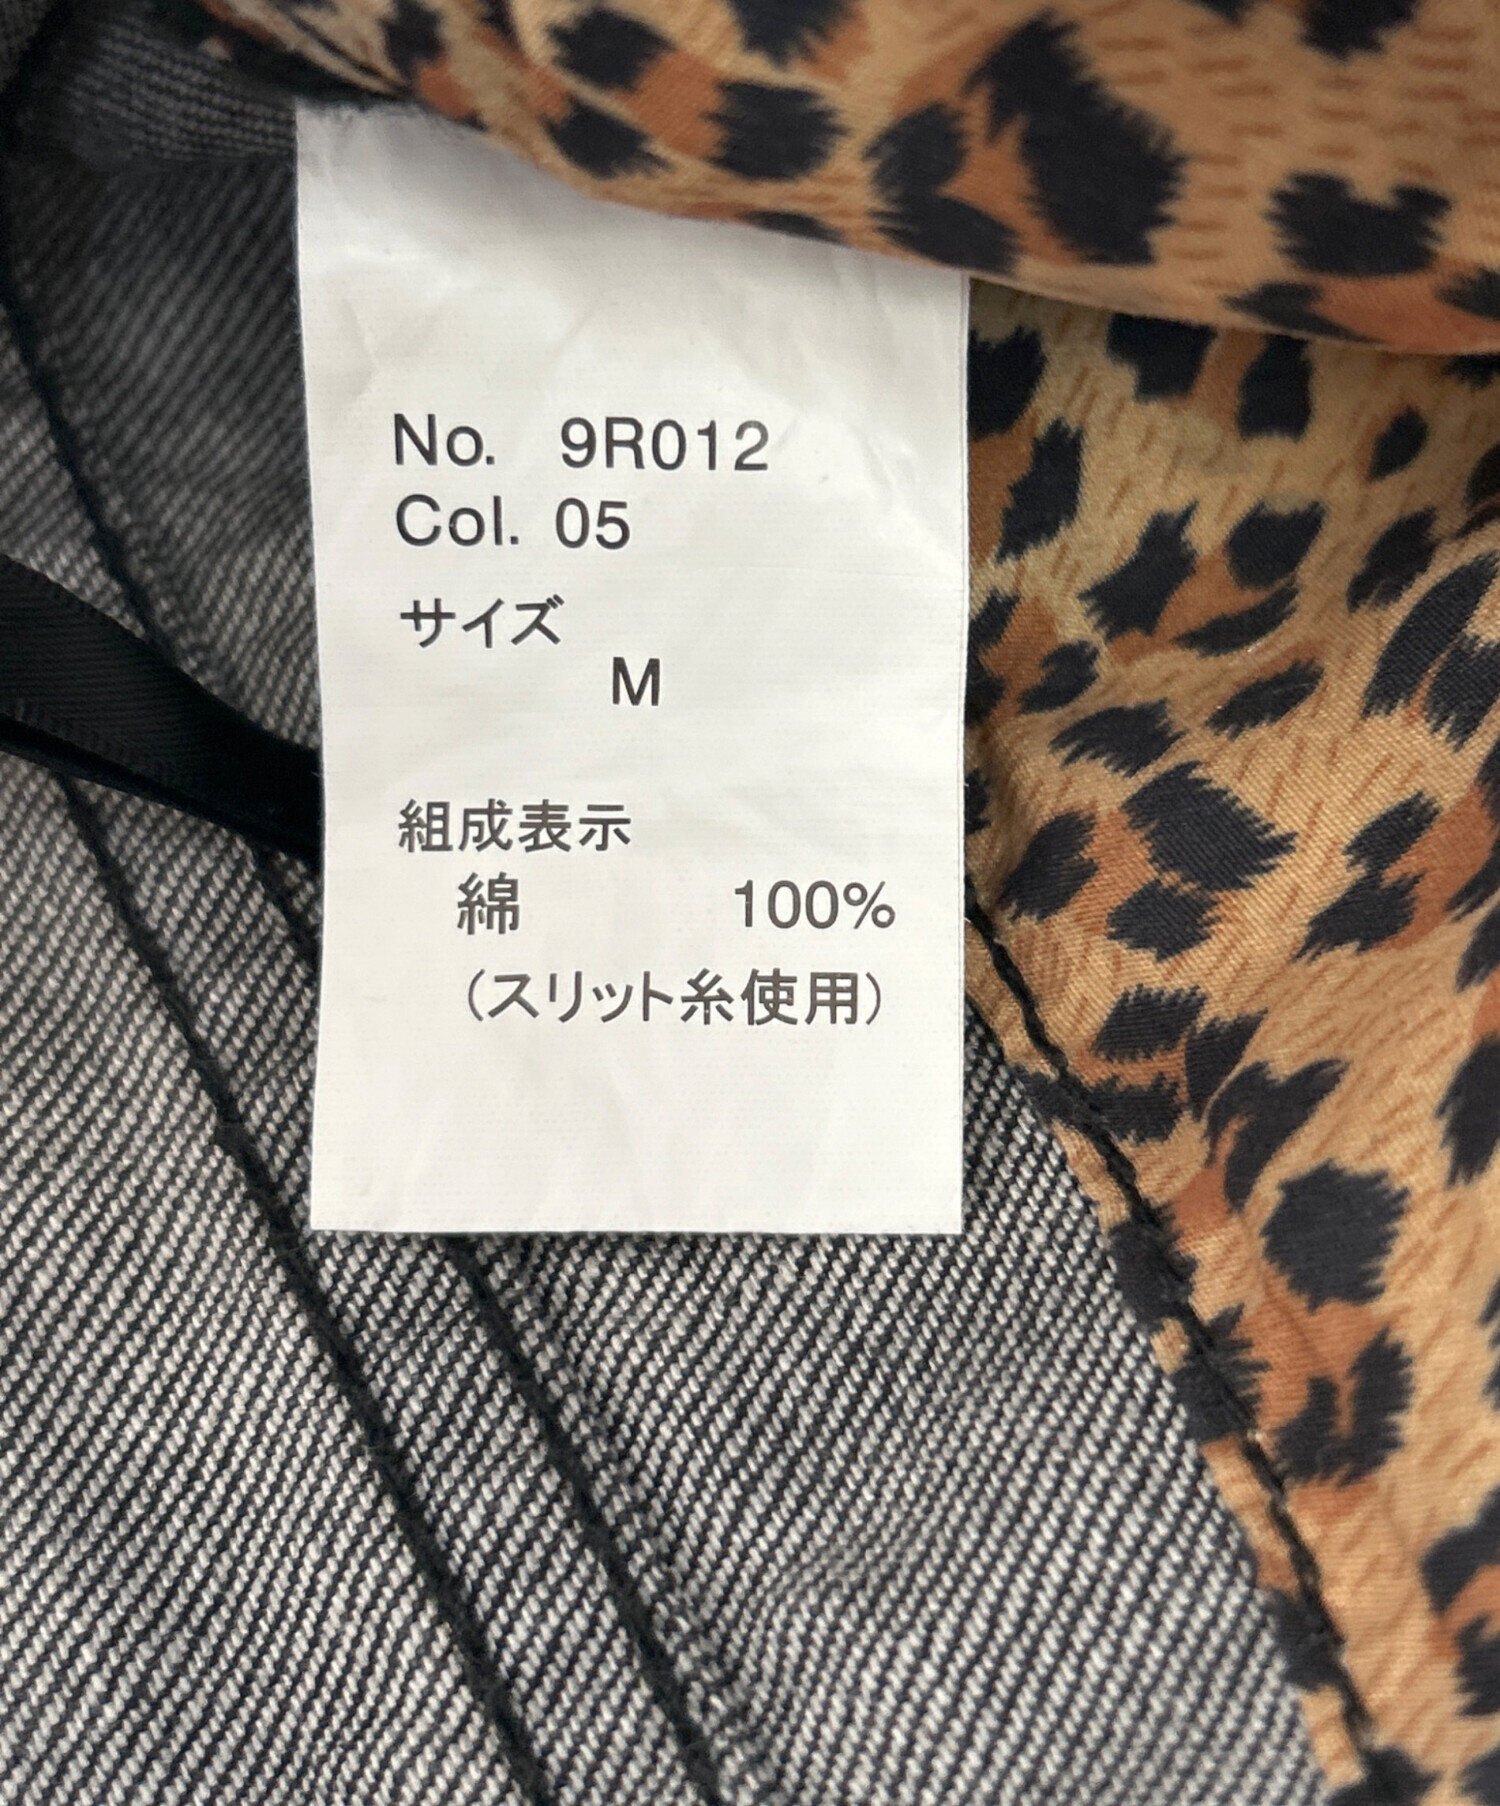 No. 9R012
Col. 05
サイズ
M
組成表示
綿 100%
(スリット糸使用)